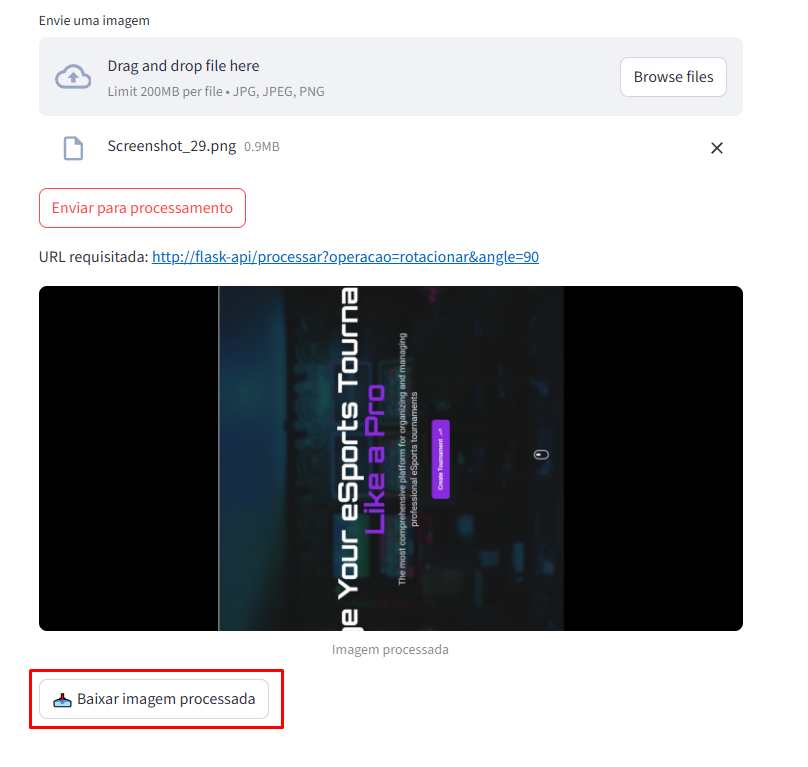 Envie uma imagem
Drag and drop file here
Limit 200MB per file • JPG, JPEG, PNG
Browse files
Screenshot_29.png 0.9MB
Enviar para processamento
URL requisitada: http://flask-api/processar?operacao=rotacionar&angle=90
ge Your eSports Tourna
Like a Pro
The most comprehensive platform for organizing and managing
professional eSports tournaments
Create Tournament
Imagem processada
Baixar imagem processada